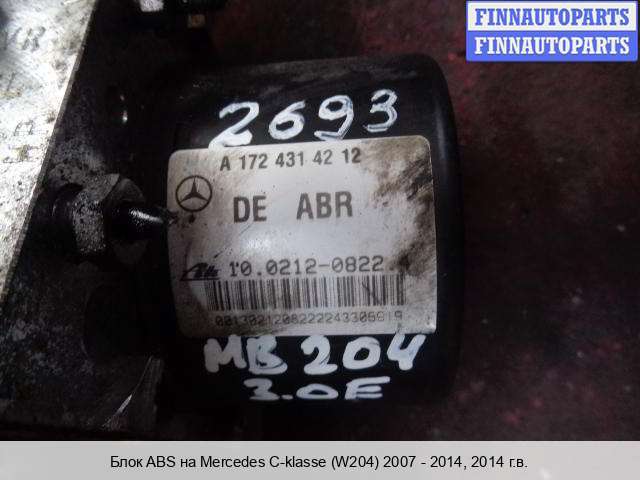 FINNAUTOPARTS
FINNAUTOPARTS
2693
A 172 431 42 12
DE ABR
10.0212-0822.4
MB 204
3.0E
Блок ABS на Mercedes C-klasse (W204) 2007 - 2014, 2014 г.в.